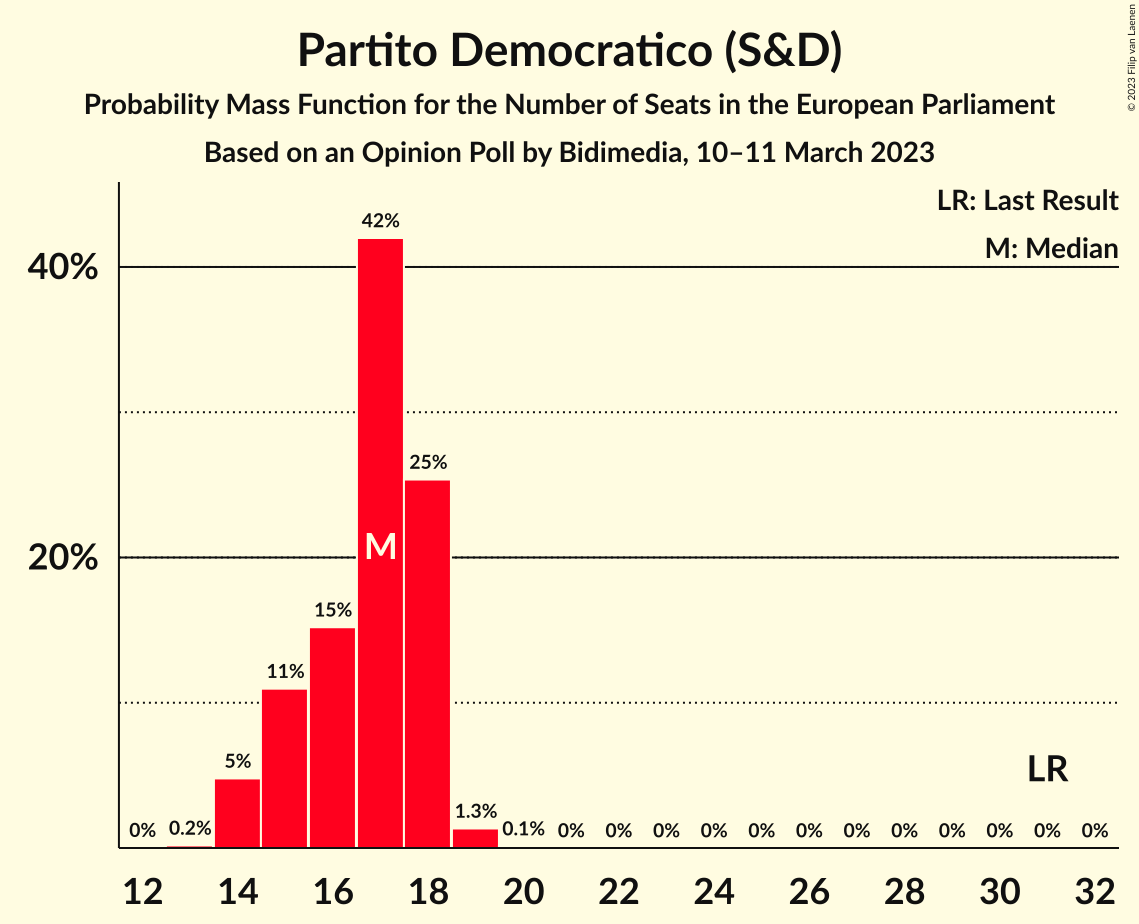 Partito Democratico (S&D)
Probability Mass Function for the Number of Seats in the European Parliament
Based on an Opinion Poll by Bidimedia, 10–11 March 2023
© 2023 Filip van Laenen
LR: Last Result
M: Median
40%
20%
0% 0.2% 5% 11% 15% 42% 25% 1.3% 0.1% 0% 0% 0% 0% 0% 0% 0% 0% 0% 0% 0% 0%
M
LR
12 14 16 18 20 22 24 26 28 30 32